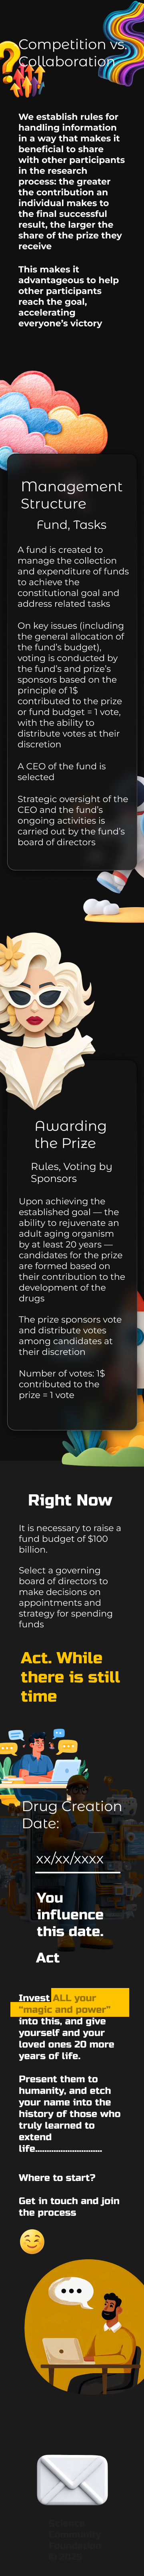 Competition vs.
Collaboration
We establish rules for
handling information
in a way that makes it
beneficial to share
with other participants
in the research
process: the greater
the contribution an
individual makes to
the final successful
result, the larger the
share of the prize they
receive
This makes it
advantageous to help
other participants
reach the goal,
accelerating
everyone's victory
Management
Structure
Fund, Tasks
A fund is created to
manage the collection
and expenditure of funds
to achieve the
constitutional goal and
address related tasks
On key issues (including
the general allocation of
the fund's budget),
voting is conducted by
the fund's and prize's
sponsors based on the
principle of 1$
contributed to the prize
or fund budget = 1 vote,
with the ability to
distribute votes at their
discretion
A CEO of the fund is
selected
Strategic oversight of the
CEO and the fund's
ongoing activities is
carried out by the fund's
board of directors
Awarding
the Prize
Rules, Voting by
Sponsors
Upon achieving the
established goal — the
ability to rejuvenate an
adult aging organism
by at least 20 years —
candidates for the prize
are formed based on
their contribution to the
development of the
drugs
The prize sponsors vote
and distribute votes
among candidates at
their discretion
Number of votes: 1$
contributed to the
prize = 1 vote
Right Now
It is necessary to raise a
fund budget of $100
billion.
Select a governing
board of directors to
make decisions on
appointments and
strategy for spending
funds
Act. While
there is still
time
Drug Creation
Date:
xx/xx/xxxx
You
influence
this date.
Act
Invest ALL your
“magic and power”
into this, and give
yourself and your
loved ones 20 more
years of life.
Present them to
humanity, and etch
your name into the
history of those who
truly learned to
extend
life..............................
Where to start?
Get in touch and join
the process